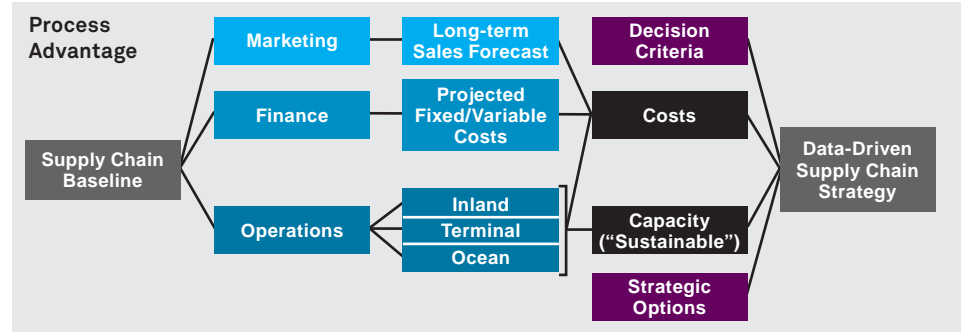 Process
Advantage
Marketing
Long-term
Sales Forecast
Decision
Criteria
Finance
Projected
Fixed/Variable
Costs
Costs
Supply Chain
Baseline
Data-Driven
Supply Chain
Strategy
Operations
Inland
Terminal
Ocean
Capacity
(“Sustainable”)
Strategic
Options